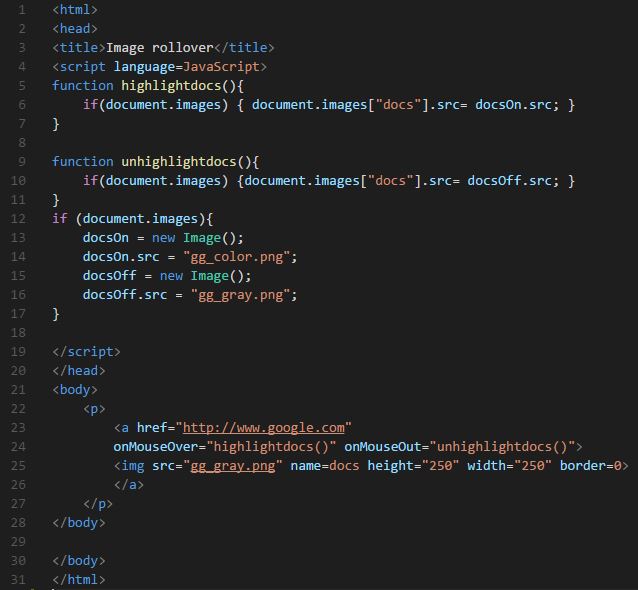 1 <html>
2 <head>
3 <title>Image rollover</title>
4 <script language=JavaScript>
5 function highlightdocs(){
6     if(document.images) { document.images["docs"].src= docsOn.src; }
7 }
8
9 function unhighlightdocs(){
10     if(document.images) {document.images["docs"].src= docsOff.src; }
11 }
12 if (document.images){
13     docsOn = new Image();
14     docsOn.src = "gg_color.png";
15     docsOff = new Image();
16     docsOff.src = "gg_gray.png";
17 }
18
19 </script>
20 </head>
21 <body>
22     <p>
23         <a href="http://www.google.com"
24         onMouseOver="highlightdocs()" onMouseOut="unhighlightdocs()">
25         <img src="gg_gray.png" name=docs height="250" width="250" border=0>
26         </a>
27     </p>
28 </body>
29
30 </body>
31 </html>